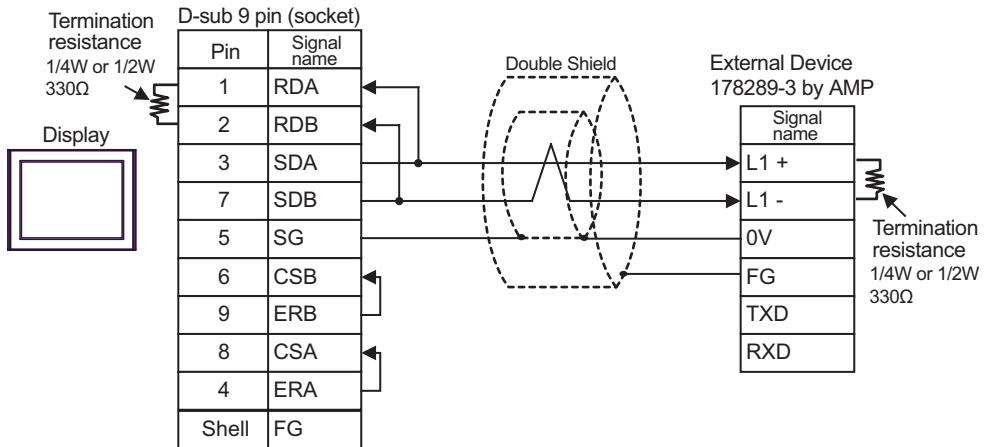 Termination
resistance
1/4W or 1/2W
330Ω
Display
D-sub 9 pin (socket)
Pin Signal name
1 RDA
2 RDB
3 SDA
7 SDB
5 SG
6 CSB
9 ERB
8 CSA
4 ERA
Shell FG
Double Shield
External Device
178289-3 by AMP
Signal
name
L1 +
L1 -
0V
FG
TXD
RXD
Termination
resistance
1/4W or 1/2W
330Ω